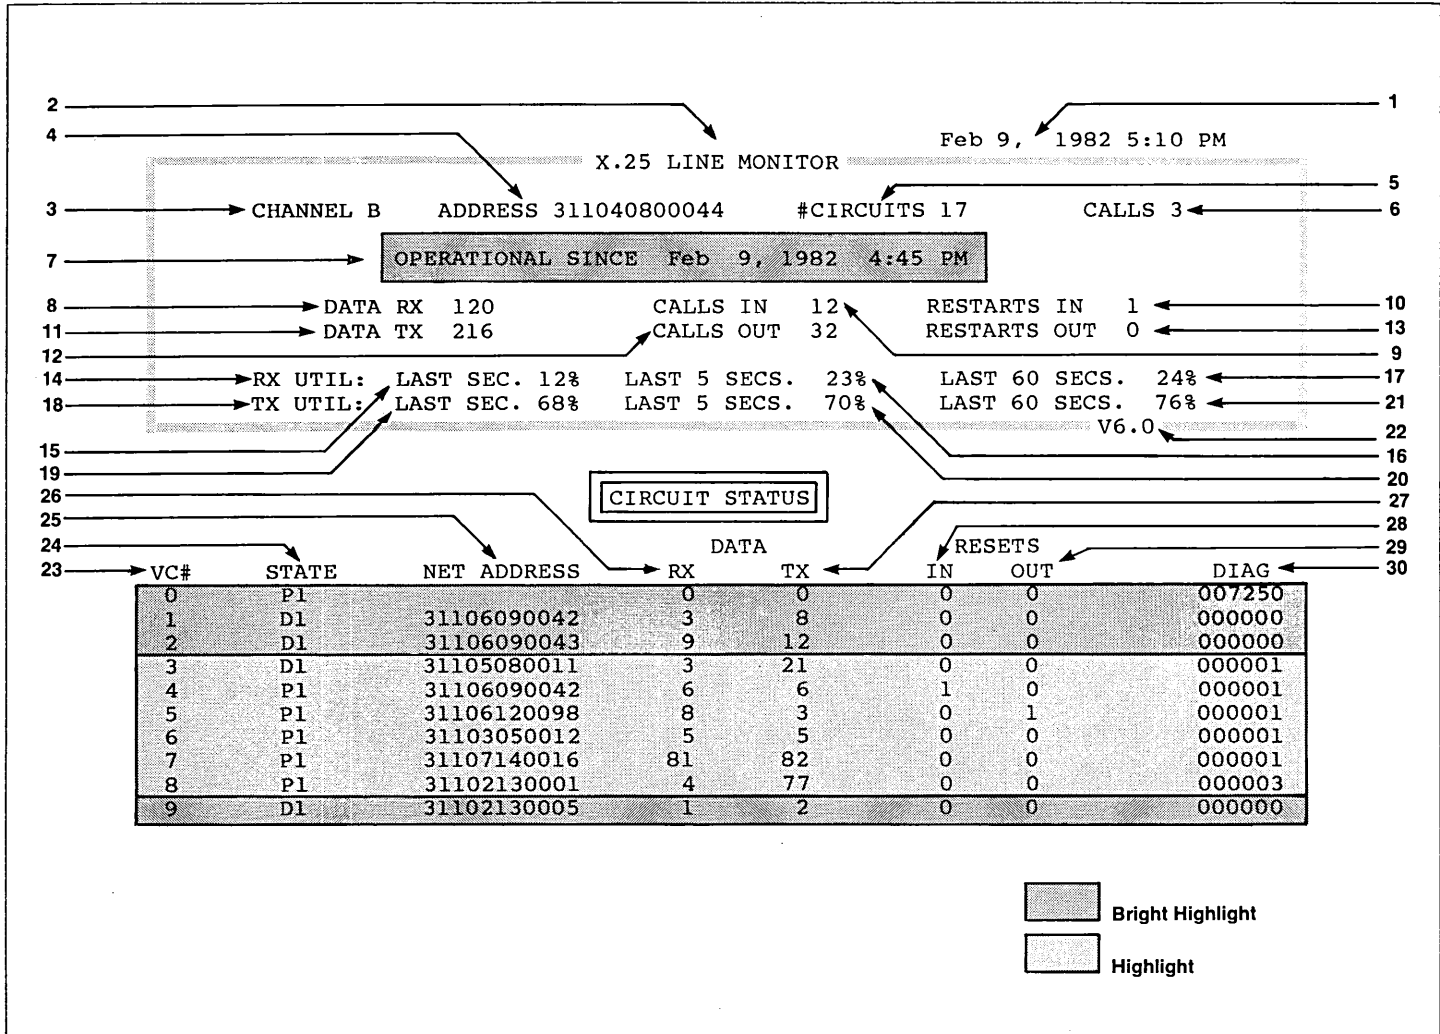 2 1
4 Feb 9, 1982 5:10 PM
X.25 LINE MONITOR
5
3 CHANNEL B ADDRESS 311040800044 #CIRCUITS 17 CALLS 3 6
7 OPERATIONAL SINCE Feb 9, 1982 4:45 PM
8 DATA RX 120 CALLS IN 12 RESTARTS IN 1 10
11 DATA TX 216 CALLS OUT 32 RESTARTS OUT 0 13
12 9
14 RX UTIL: LAST SEC. 12% LAST 5 SECS. 23% LAST 60 SECS. 24% 17
18 TX UTIL: LAST SEC. 68% LAST 5 SECS. 70% LAST 60 SECS. 76% 21
V6.0 22
15 16
19 20
26 CIRCUIT STATUS 27
25 28
24 DATA RESETS 29
23 VC# STATE NET ADDRESS RX TX IN OUT DIAG 30
0 P1 0 0 0 0 007250
1 D1 31106090042 3 8 0 0 000000
2 D1 31106090043 9 12 0 0 000000
3 D1 31105080011 3 21 0 0 000001
4 P1 31106090042 6 6 1 0 000001
5 P1 31106120098 8 3 0 1 000001
6 P1 31103050012 5 5 0 0 000001
7 P1 31107140016 81 82 0 0 000001
8 P1 31102130001 4 77 0 0 000003
9 D1 31102130005 1 2 0 0 000000
Bright Highlight
Highlight